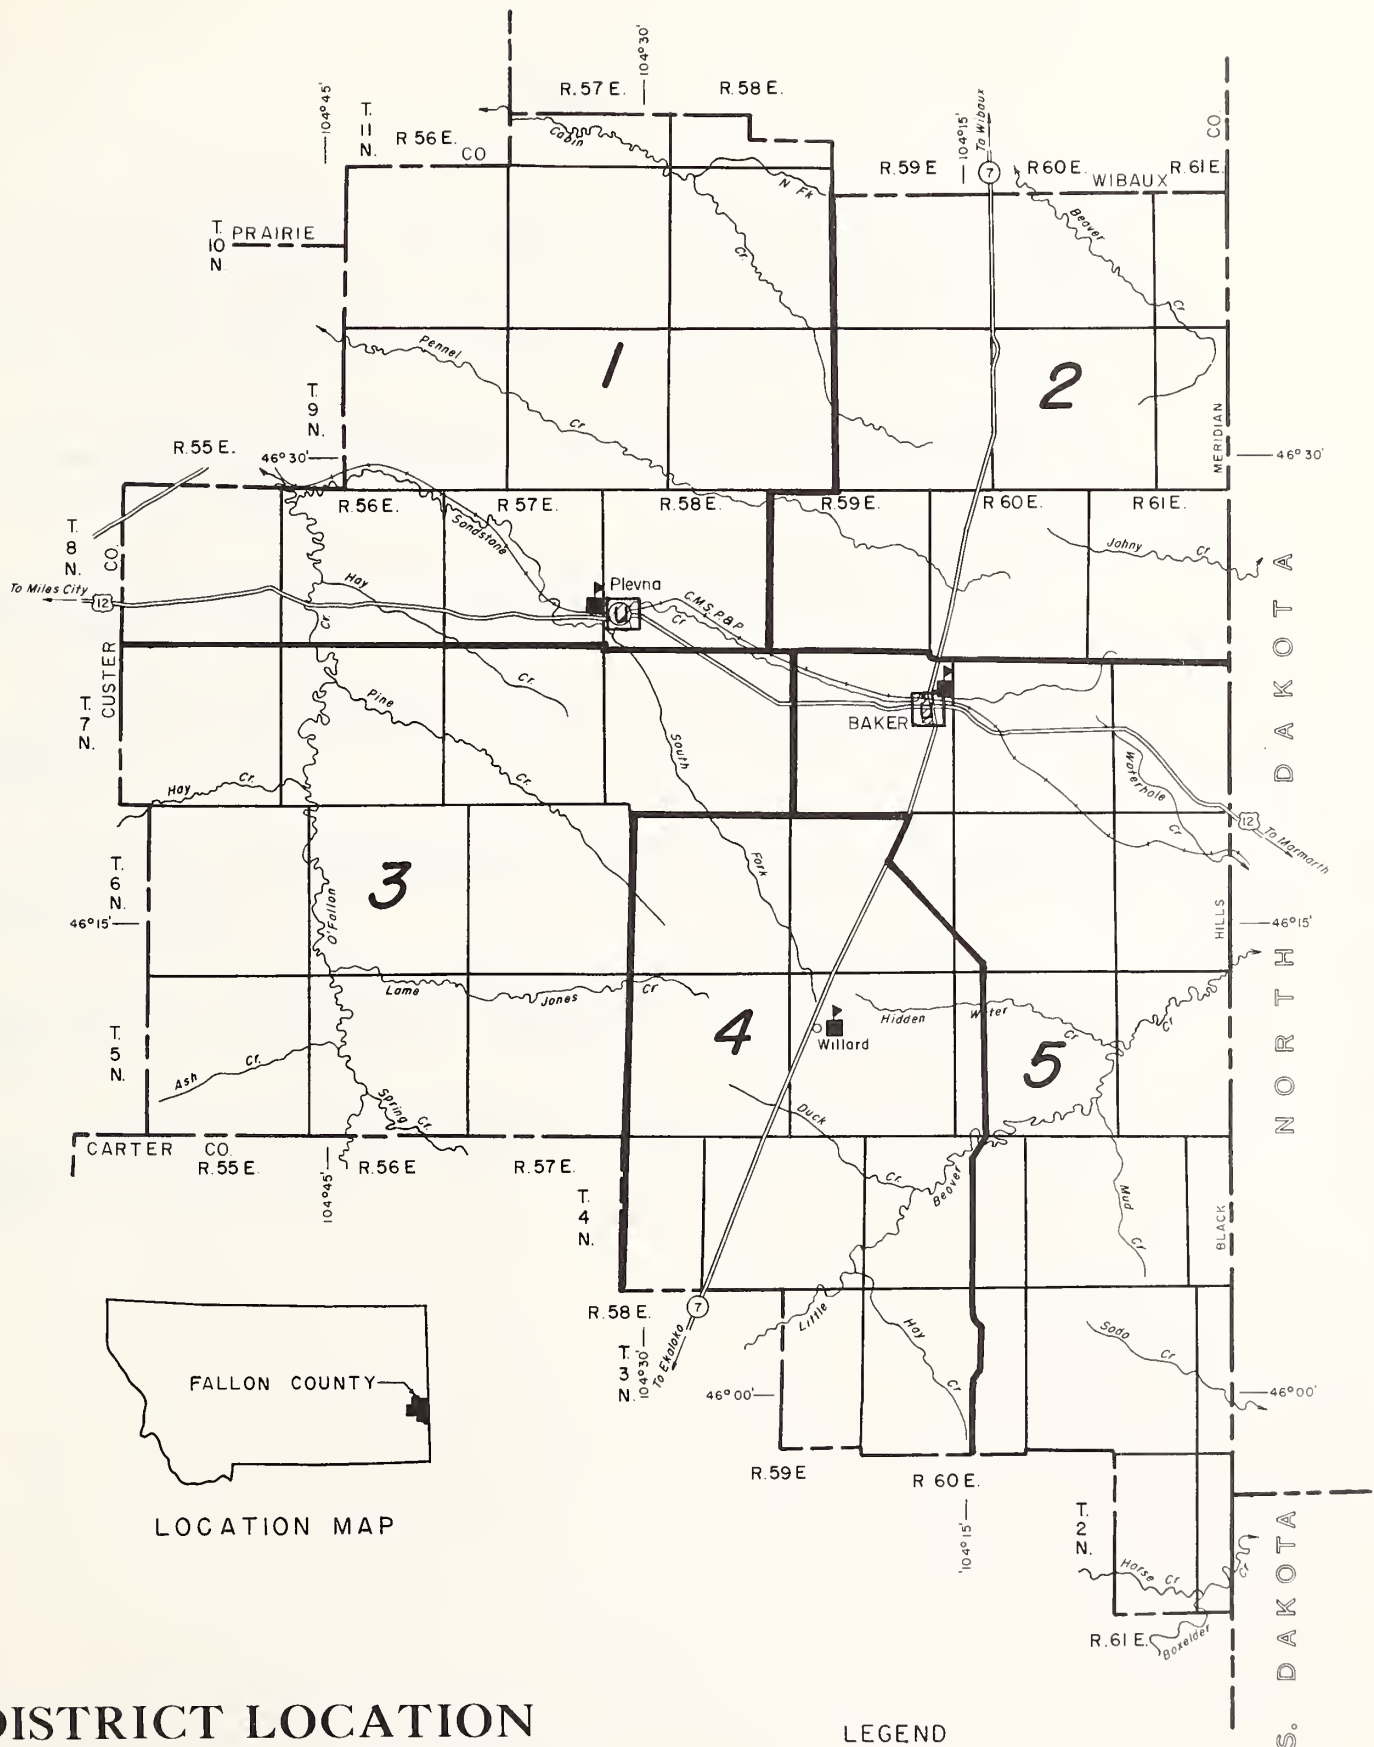 104°45'
T.
11
N.
R 56 E.
CO
R. 57 E.
104°30'
R. 58 E.
Cabin
N Fk
Cr.
R. 59 E
104°15'
To Wibaux
7
R 60 E.
WIBAUX
R. 61 E.
CO.
Beaver
Cr
T.
10
N.
PRAIRIE
Pennel
Cr
1
2
T.
9
N.
R. 55 E.
46°30'
MERIDIAN
46°30'
R. 56 E.
R. 57 E.
R. 58 E.
R. 59 E.
R. 60 E.
R. 61 E.
Sandstone
T.
8
N.
CO.
To Miles City
12
Hay
Cr.
Plevna
C.M.S.P.&P
Cr
Johny
Cr
NORTH DAKOTA
T.
7
N.
CUSTER
Pine
Cr.
Cr.
Hay
Cr.
South
Fork
BAKER
Waterhole
Cr
12
To Marmarth
T.
6
N.
46°15'
3
O'Fallon
HILLS
46°15'
Lame
Jones
Cr
T.
5
N.
Ash
Cr.
Spring
Cr.
4
Willard
Hidden
Water
Cr
5
Cr
Duck
Cr.
Beaver
Mud
Cr
CARTER CO.
R. 55 E.
104°45'
R. 56 E
R. 57 E.
T.
4
N.
BLACK
R. 58 E.
7
To Ekalaka
Little
Hay
Cr
Soda
Cr
T.
3
N.
104°30'
46°00'
46°00'
FALLON COUNTY
LOCATION MAP
R. 59 E
R 60 E.
104°15'
T.
2
N.
Horse Cr
Cr
R. 61 E.
Boxelder
S. DAKOTA
DISTRICT LOCATION
LEGEND